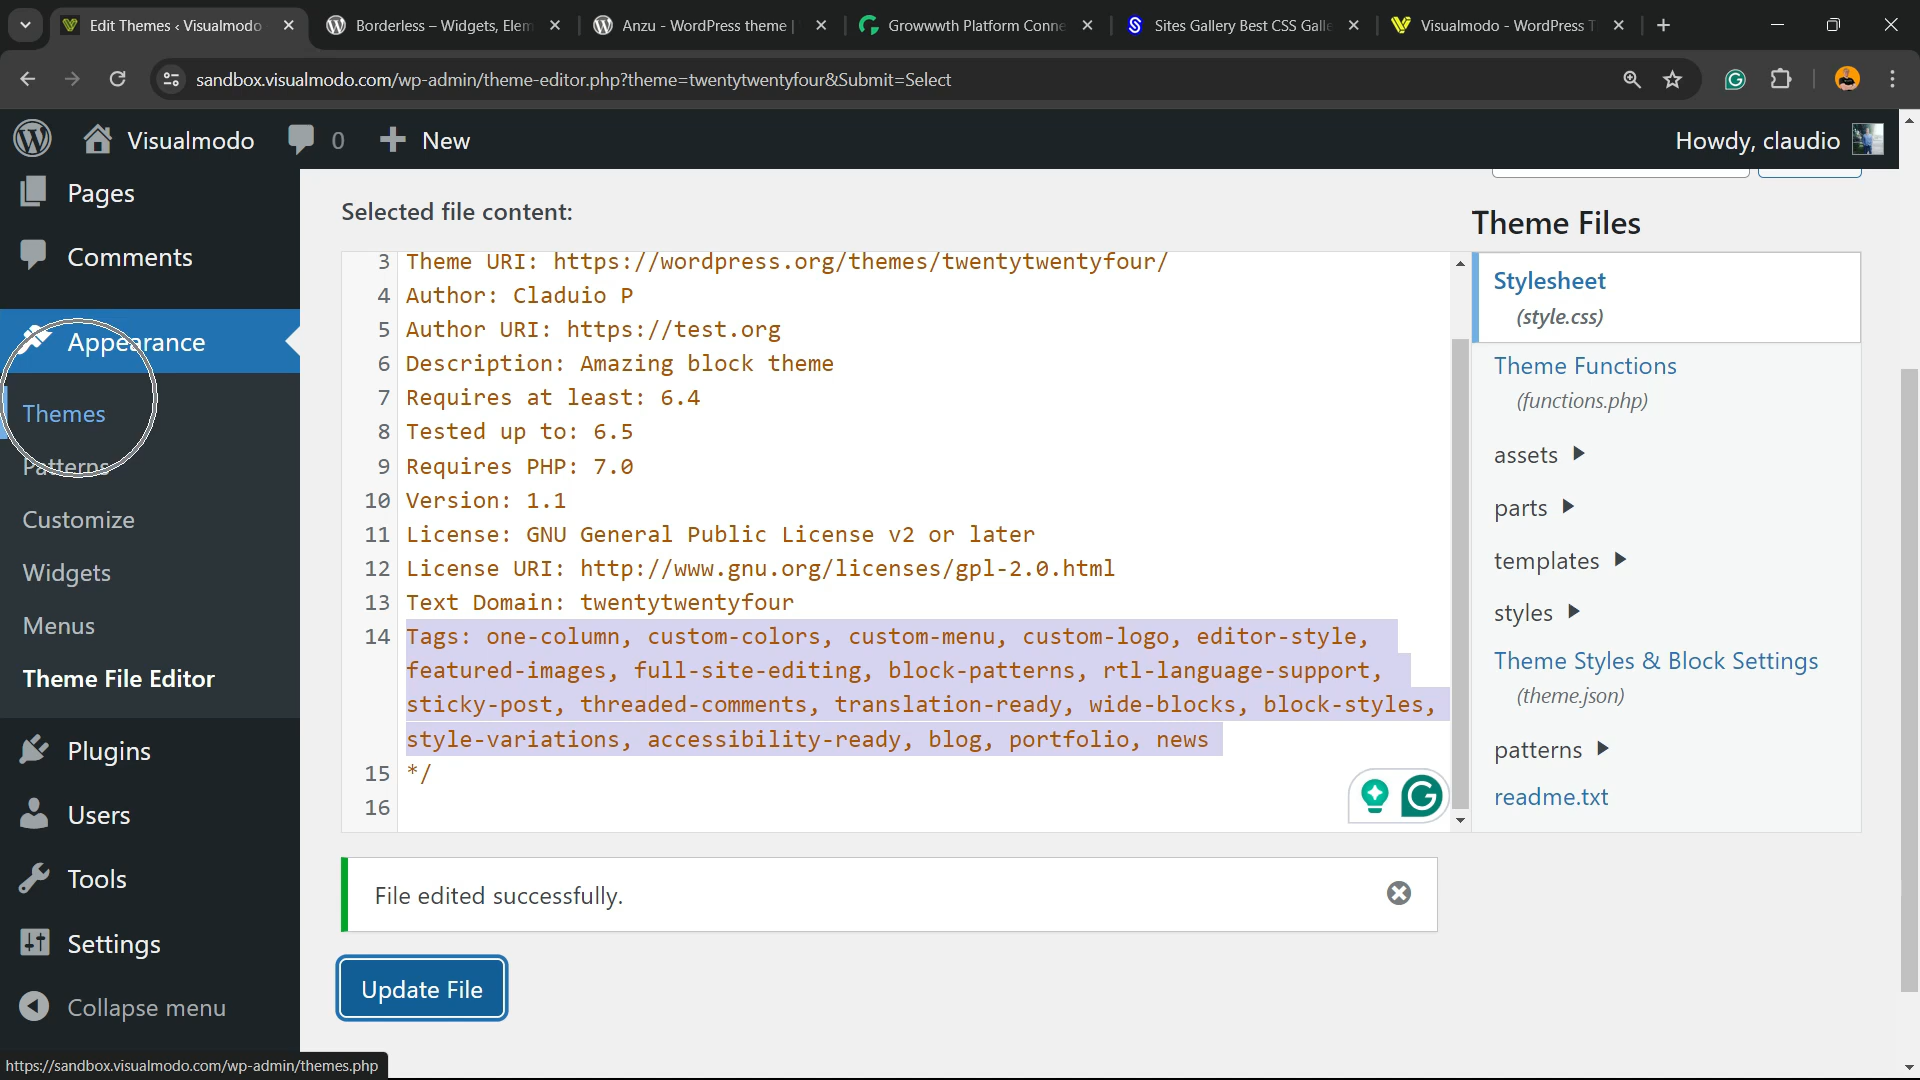 Edit Themes ‹ Visualmodo
Borderless – Widgets, Elem
Anzu - WordPress theme |
Growwwth Platform Conne
Sites Gallery Best CSS Galle
Visualmodo - WordPress T
sandbox.visualmodo.com/wp-admin/theme-editor.php?theme=twentytwentyfour&Submit=Select
Visualmodo
0
New
Howdy, claudio
Pages
Comments
Appearance
Themes
Patterns
Customize
Widgets
Menus
Theme File Editor
Plugins
Users
Tools
Settings
Collapse menu
https://sandbox.visualmodo.com/wp-admin/themes.php
Selected file content:
3 Theme URI: https://wordpress.org/themes/twentytwentyfour/
4 Author: Claduio P
5 Author URI: https://test.org
6 Description: Amazing block theme
7 Requires at least: 6.4
8 Tested up to: 6.5
9 Requires PHP: 7.0
10 Version: 1.1
11 License: GNU General Public License v2 or later
12 License URI: http://www.gnu.org/licenses/gpl-2.0.html
13 Text Domain: twentytwentyfour
14 Tags: one-column, custom-colors, custom-menu, custom-logo, editor-style,
featured-images, full-site-editing, block-patterns, rtl-language-support,
sticky-post, threaded-comments, translation-ready, wide-blocks, block-styles,
style-variations, accessibility-ready, blog, portfolio, news
15 */
16
File edited successfully.
Update File
Theme Files
Stylesheet
(style.css)
Theme Functions
(functions.php)
assets
parts
templates
styles
Theme Styles & Block Settings
(theme.json)
patterns
readme.txt